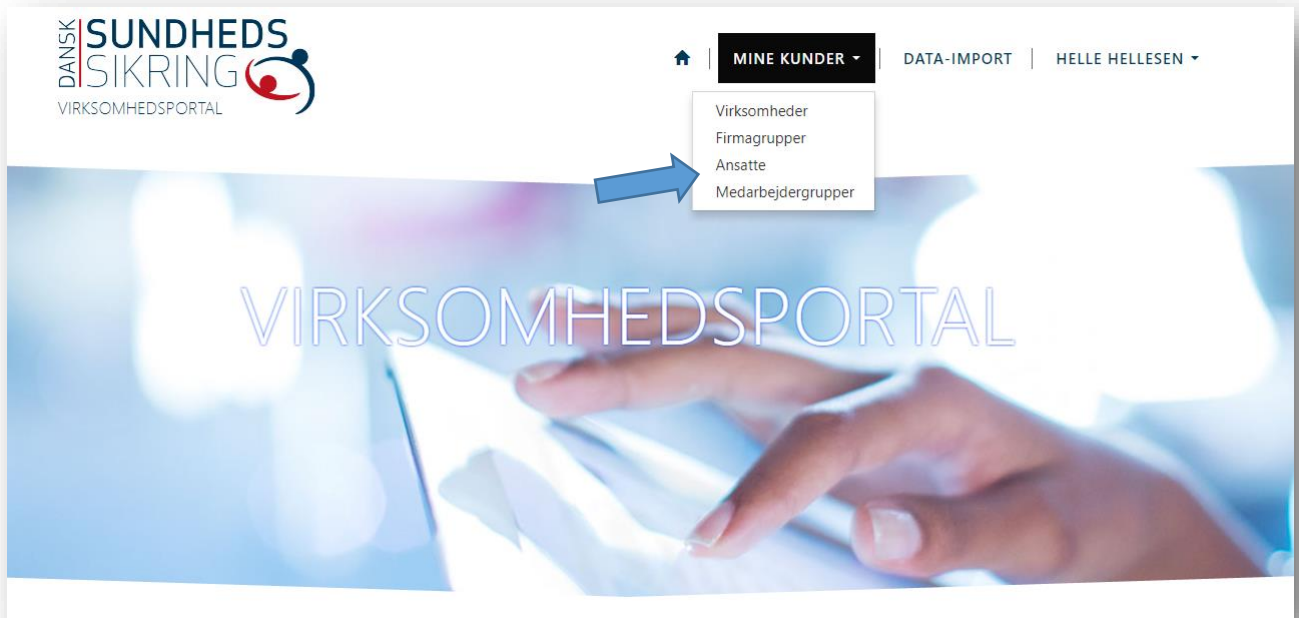 DANSK
SUNDHEDS
SIKRING
VIRKSOMHEDSPORTAL
MINE KUNDER
DATA-IMPORT
HELLE HELLESEN
Virksomheder
Firmagrupper
Ansatte
Medarbejdergrupper
VIRKSOMHEDSPORTAL